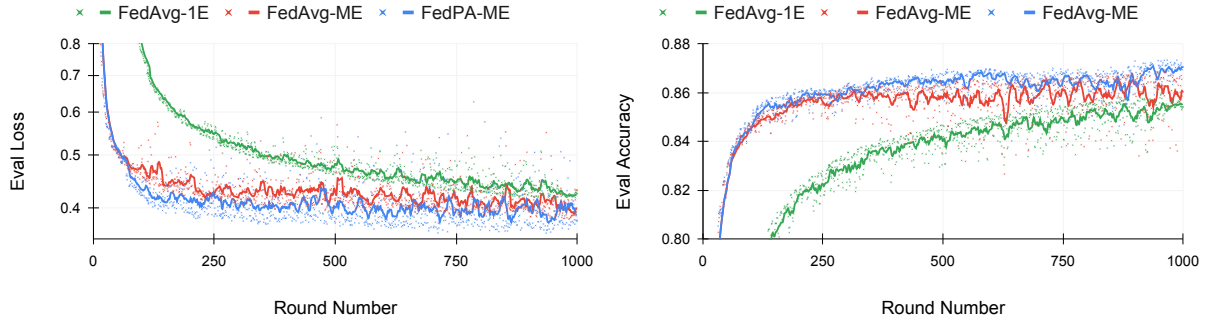 FedAvg-1E FedAvg-ME FedPA-ME
0.8
0.7
0.6
0.5
0.4
Eval Loss
0 250 500 750 1000
Round Number
FedAvg-1E FedAvg-ME FedAvg-ME
0.88
0.86
0.84
0.82
0.80
Eval Accuracy
0 250 500 750 1000
Round Number